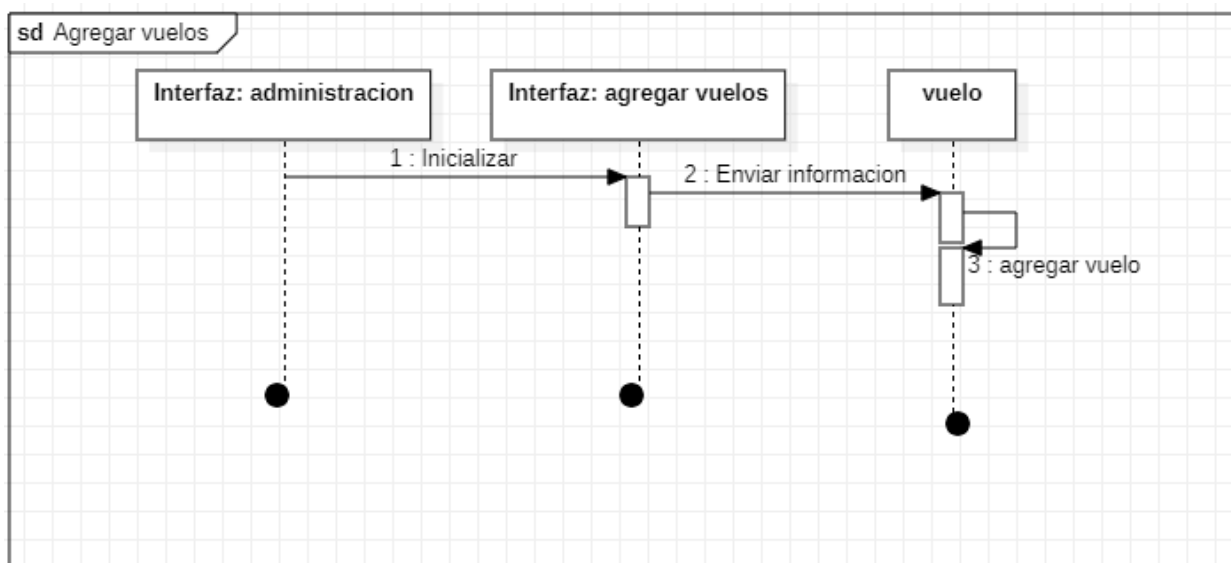 sd Agregar vuelos
Interfaz: administracion
Interfaz: agregar vuelos
vuelo
1 : Inicializar
2 : Enviar informacion
3 : agregar vuelo